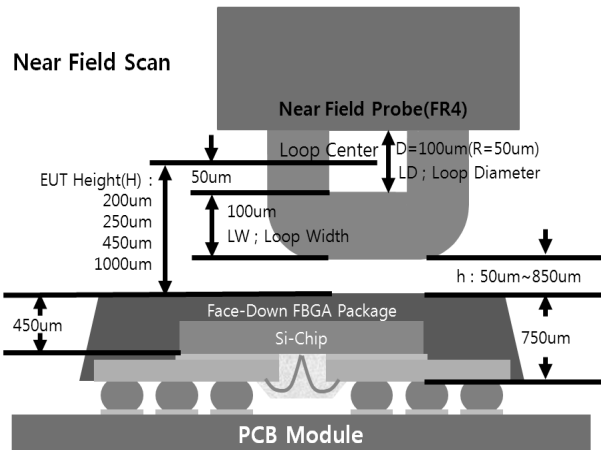 Near Field Scan
Near Field Probe(FR4)
Loop Center
D=100um(R=50um)
LD ; Loop Diameter
50um
EUT Height(H) :
200um
250um
450um
1000um
100um
LW ; Loop Width
h : 50um~850um
Face-Down FBGA Package
450um
Si-Chip
750um
PCB Module